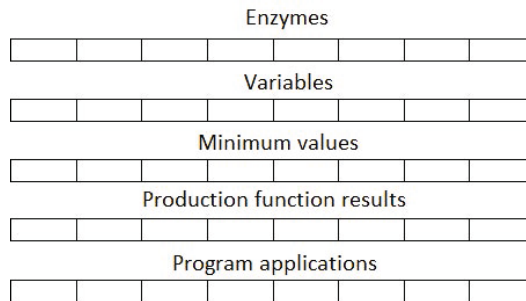 Enzymes
Variables
Minimum values
Production function results
Program applications